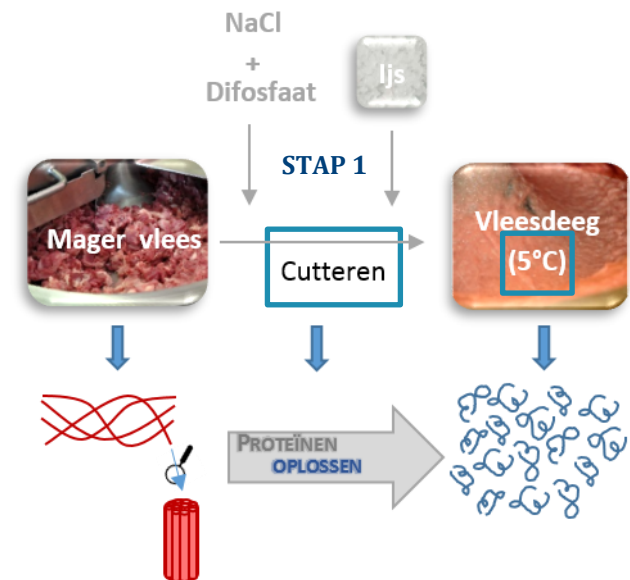 NaCl
+
Difosfaat
Ijs
STAP 1
Mager vlees
Cutteren
Vleesdeeg
(5°C)
PROTEÏNEN
OPLOSSEN